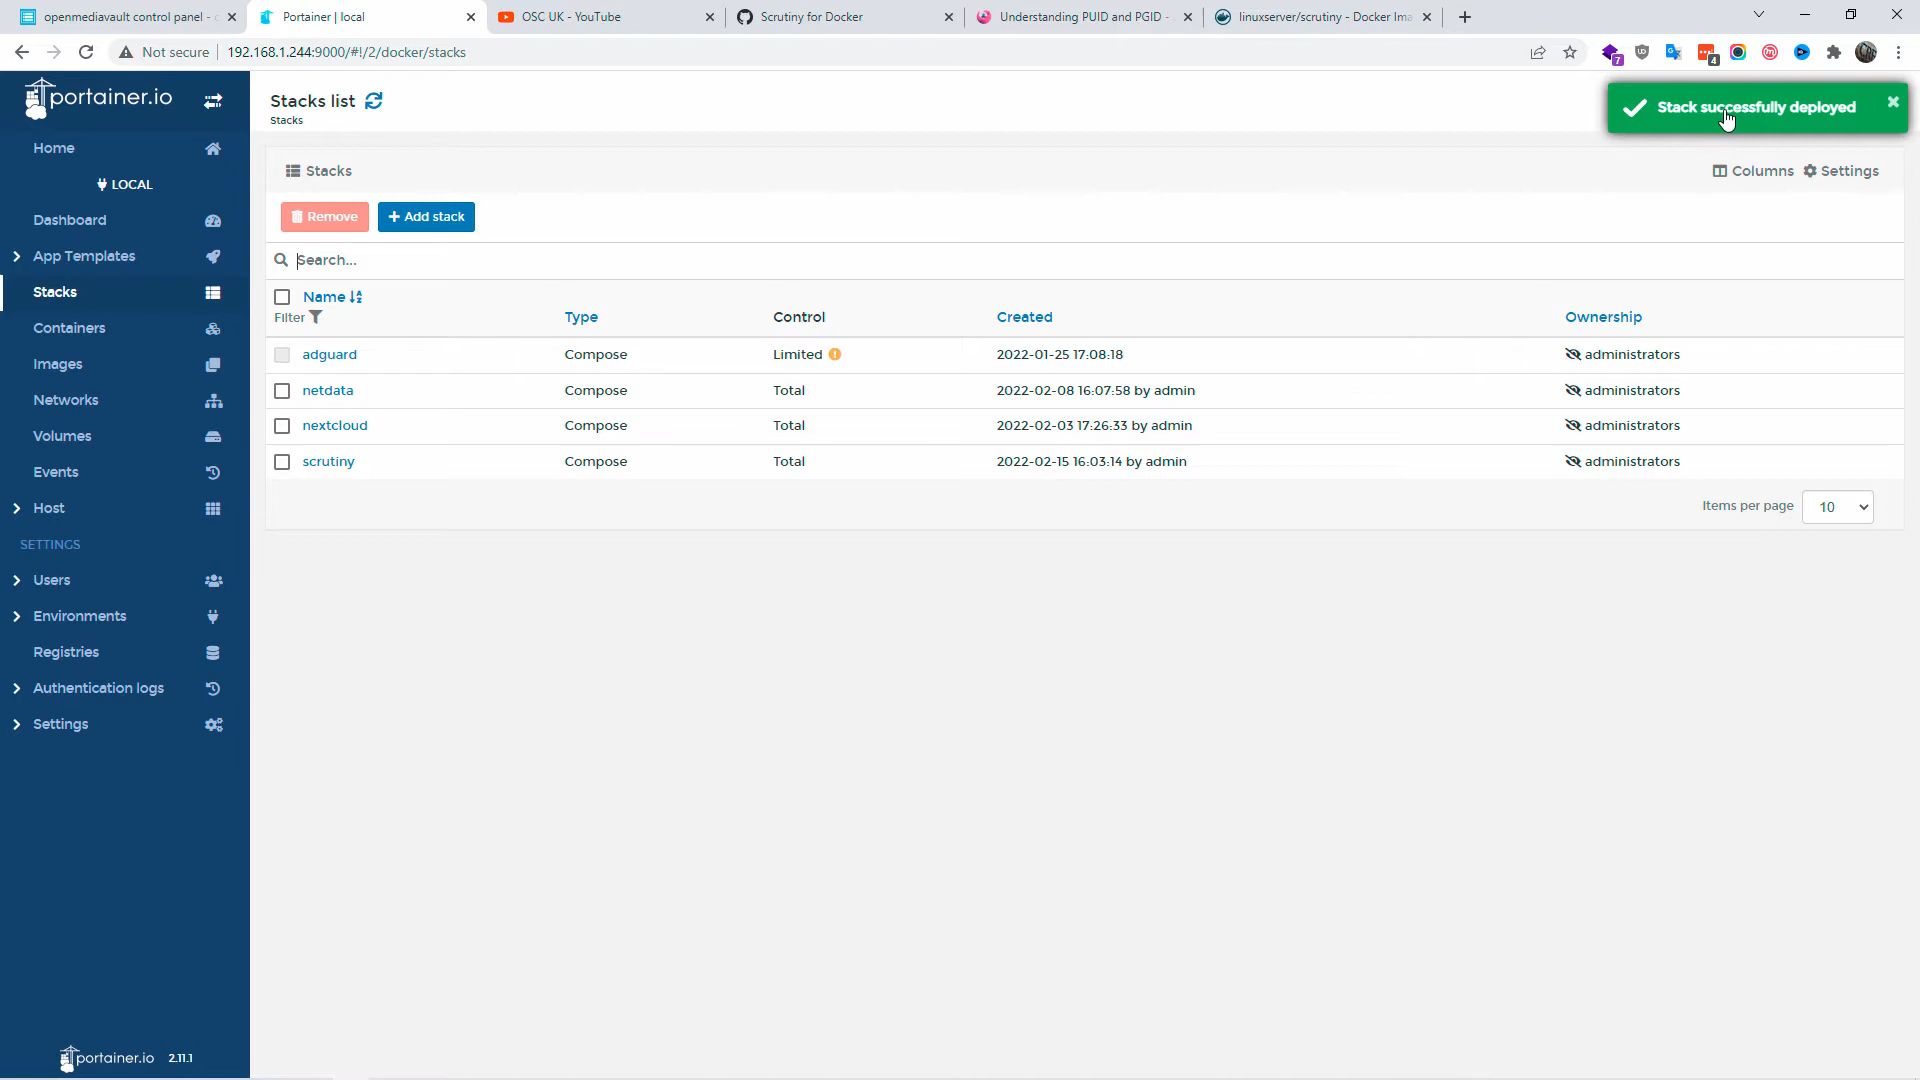 openmediavault control panel -
Portainer | local
OSC UK - YouTube
Scrutiny for Docker
Understanding PUID and PGID -
linuxserver/scrutiny - Docker Ima
Not secure
192.168.1.244:9000/#!/2/docker/stacks
7
4
portainer.io
Home
LOCAL
Dashboard
App Templates
Stacks
Containers
Images
Networks
Volumes
Events
Host
SETTINGS
Users
Environments
Registries
Authentication logs
Settings
portainer.io 2.11.1
Stacks list
Stacks
Stack successfully deployed
Stacks
Columns
Settings
Remove
Add stack
Search...
Name
Filter
Type
Control
Created
Ownership
adguard Compose Limited 2022-01-25 17:08:18 administrators
netdata Compose Total 2022-02-08 16:07:58 by admin administrators
nextcloud Compose Total 2022-02-03 17:26:33 by admin administrators
scrutiny Compose Total 2022-02-15 16:03:14 by admin administrators
Items per page 10